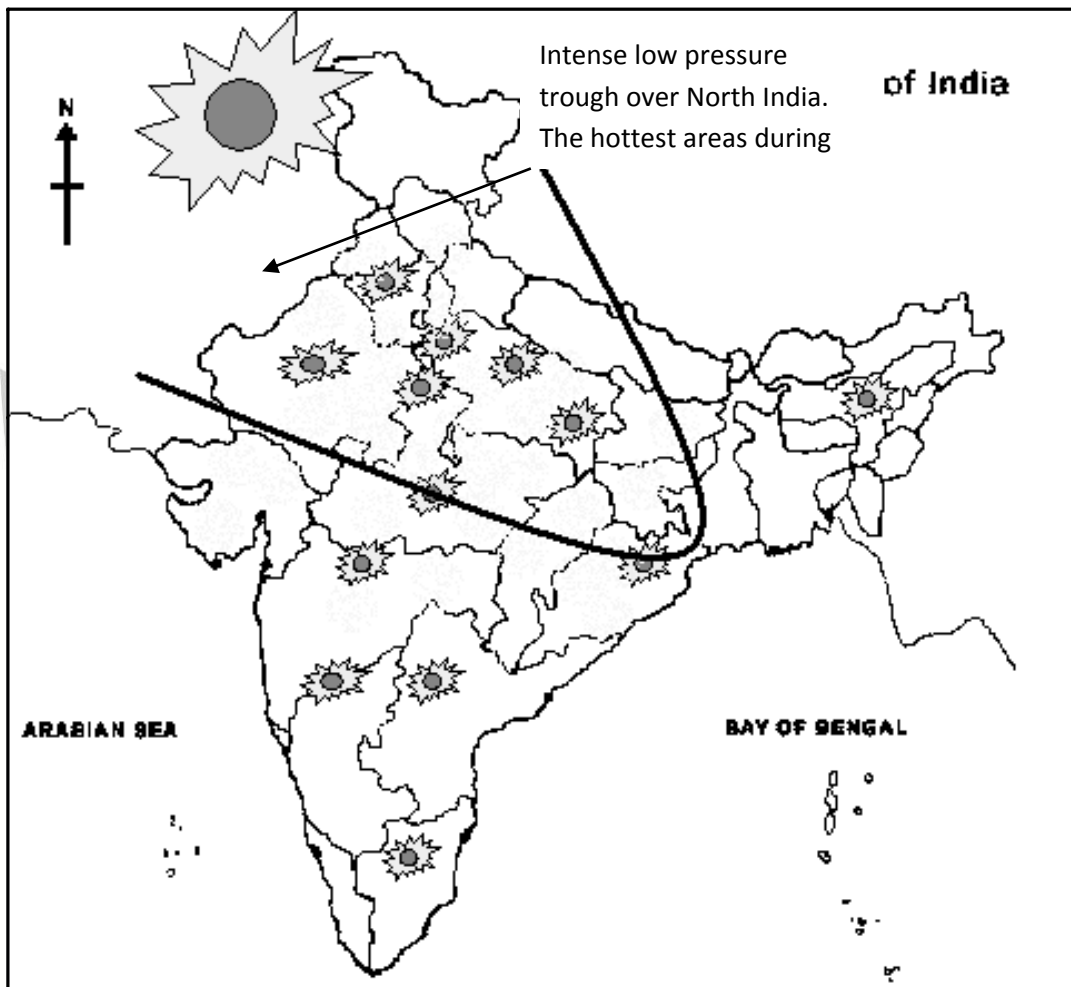 Intense low pressure
trough over North India.
The hottest areas during
of India
N
ARABIAN SEA
BAY OF BENGAL